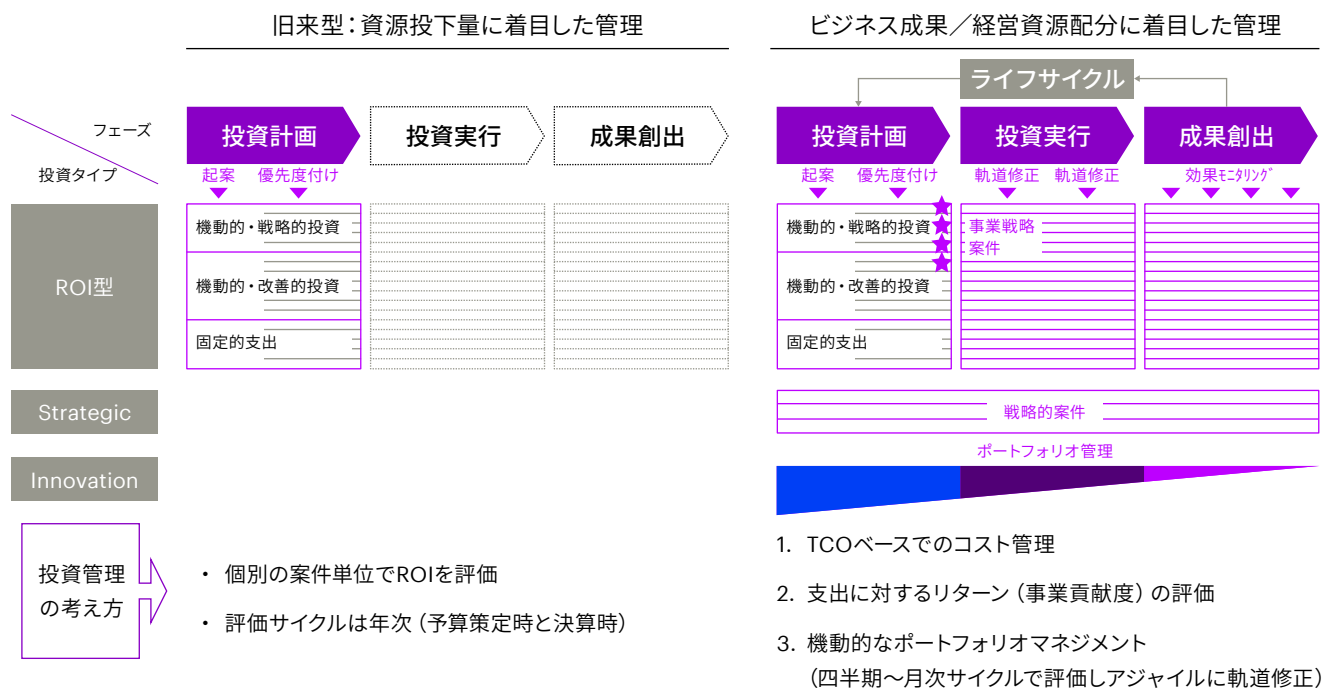 旧来型：資源投下量に着目した管理
ビジネス成果／経営資源配分に着目した管理
ライフサイクル
フェーズ
投資タイプ
投資計画
投資実行
成果創出
投資計画
投資実行
成果創出
起案 優先度付け
起案 優先度付け
軌道修正 軌道修正
効果ﾓﾆﾀﾘﾝｸﾞ
ROI型
機動的・戦略的投資
機動的・改善的投資
固定的支出
機動的・戦略的投資
事業戦略
案件
機動的・改善的投資
固定的支出
Strategic
戦略的案件
ポートフォリオ管理
Innovation
投資管理
の考え方
・ 個別の案件単位でROIを評価
・ 評価サイクルは年次（予算策定時と決算時）
1. TCOベースでのコスト管理
2. 支出に対するリターン（事業貢献度）の評価
3. 機動的なポートフォリオマネジメント
（四半期～月次サイクルで評価しアジャイルに軌道修正）